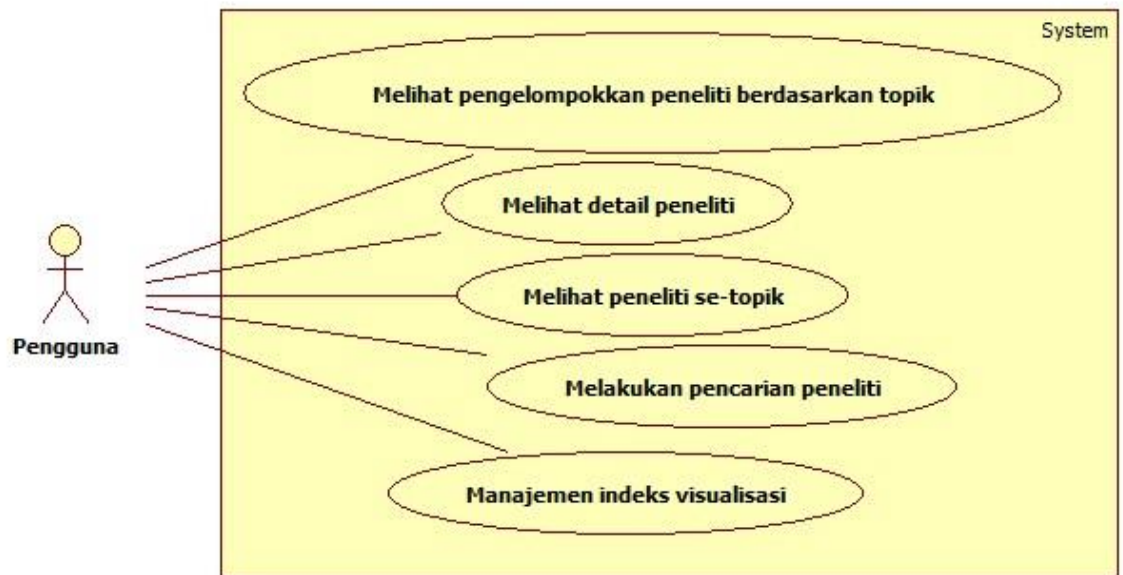 System
Melihat pengelompokkan peneliti berdasarkan topik
Melihat detail peneliti
Melihat peneliti se-topik
Pengguna
Melakukan pencarian peneliti
Manajemen indeks visualisasi